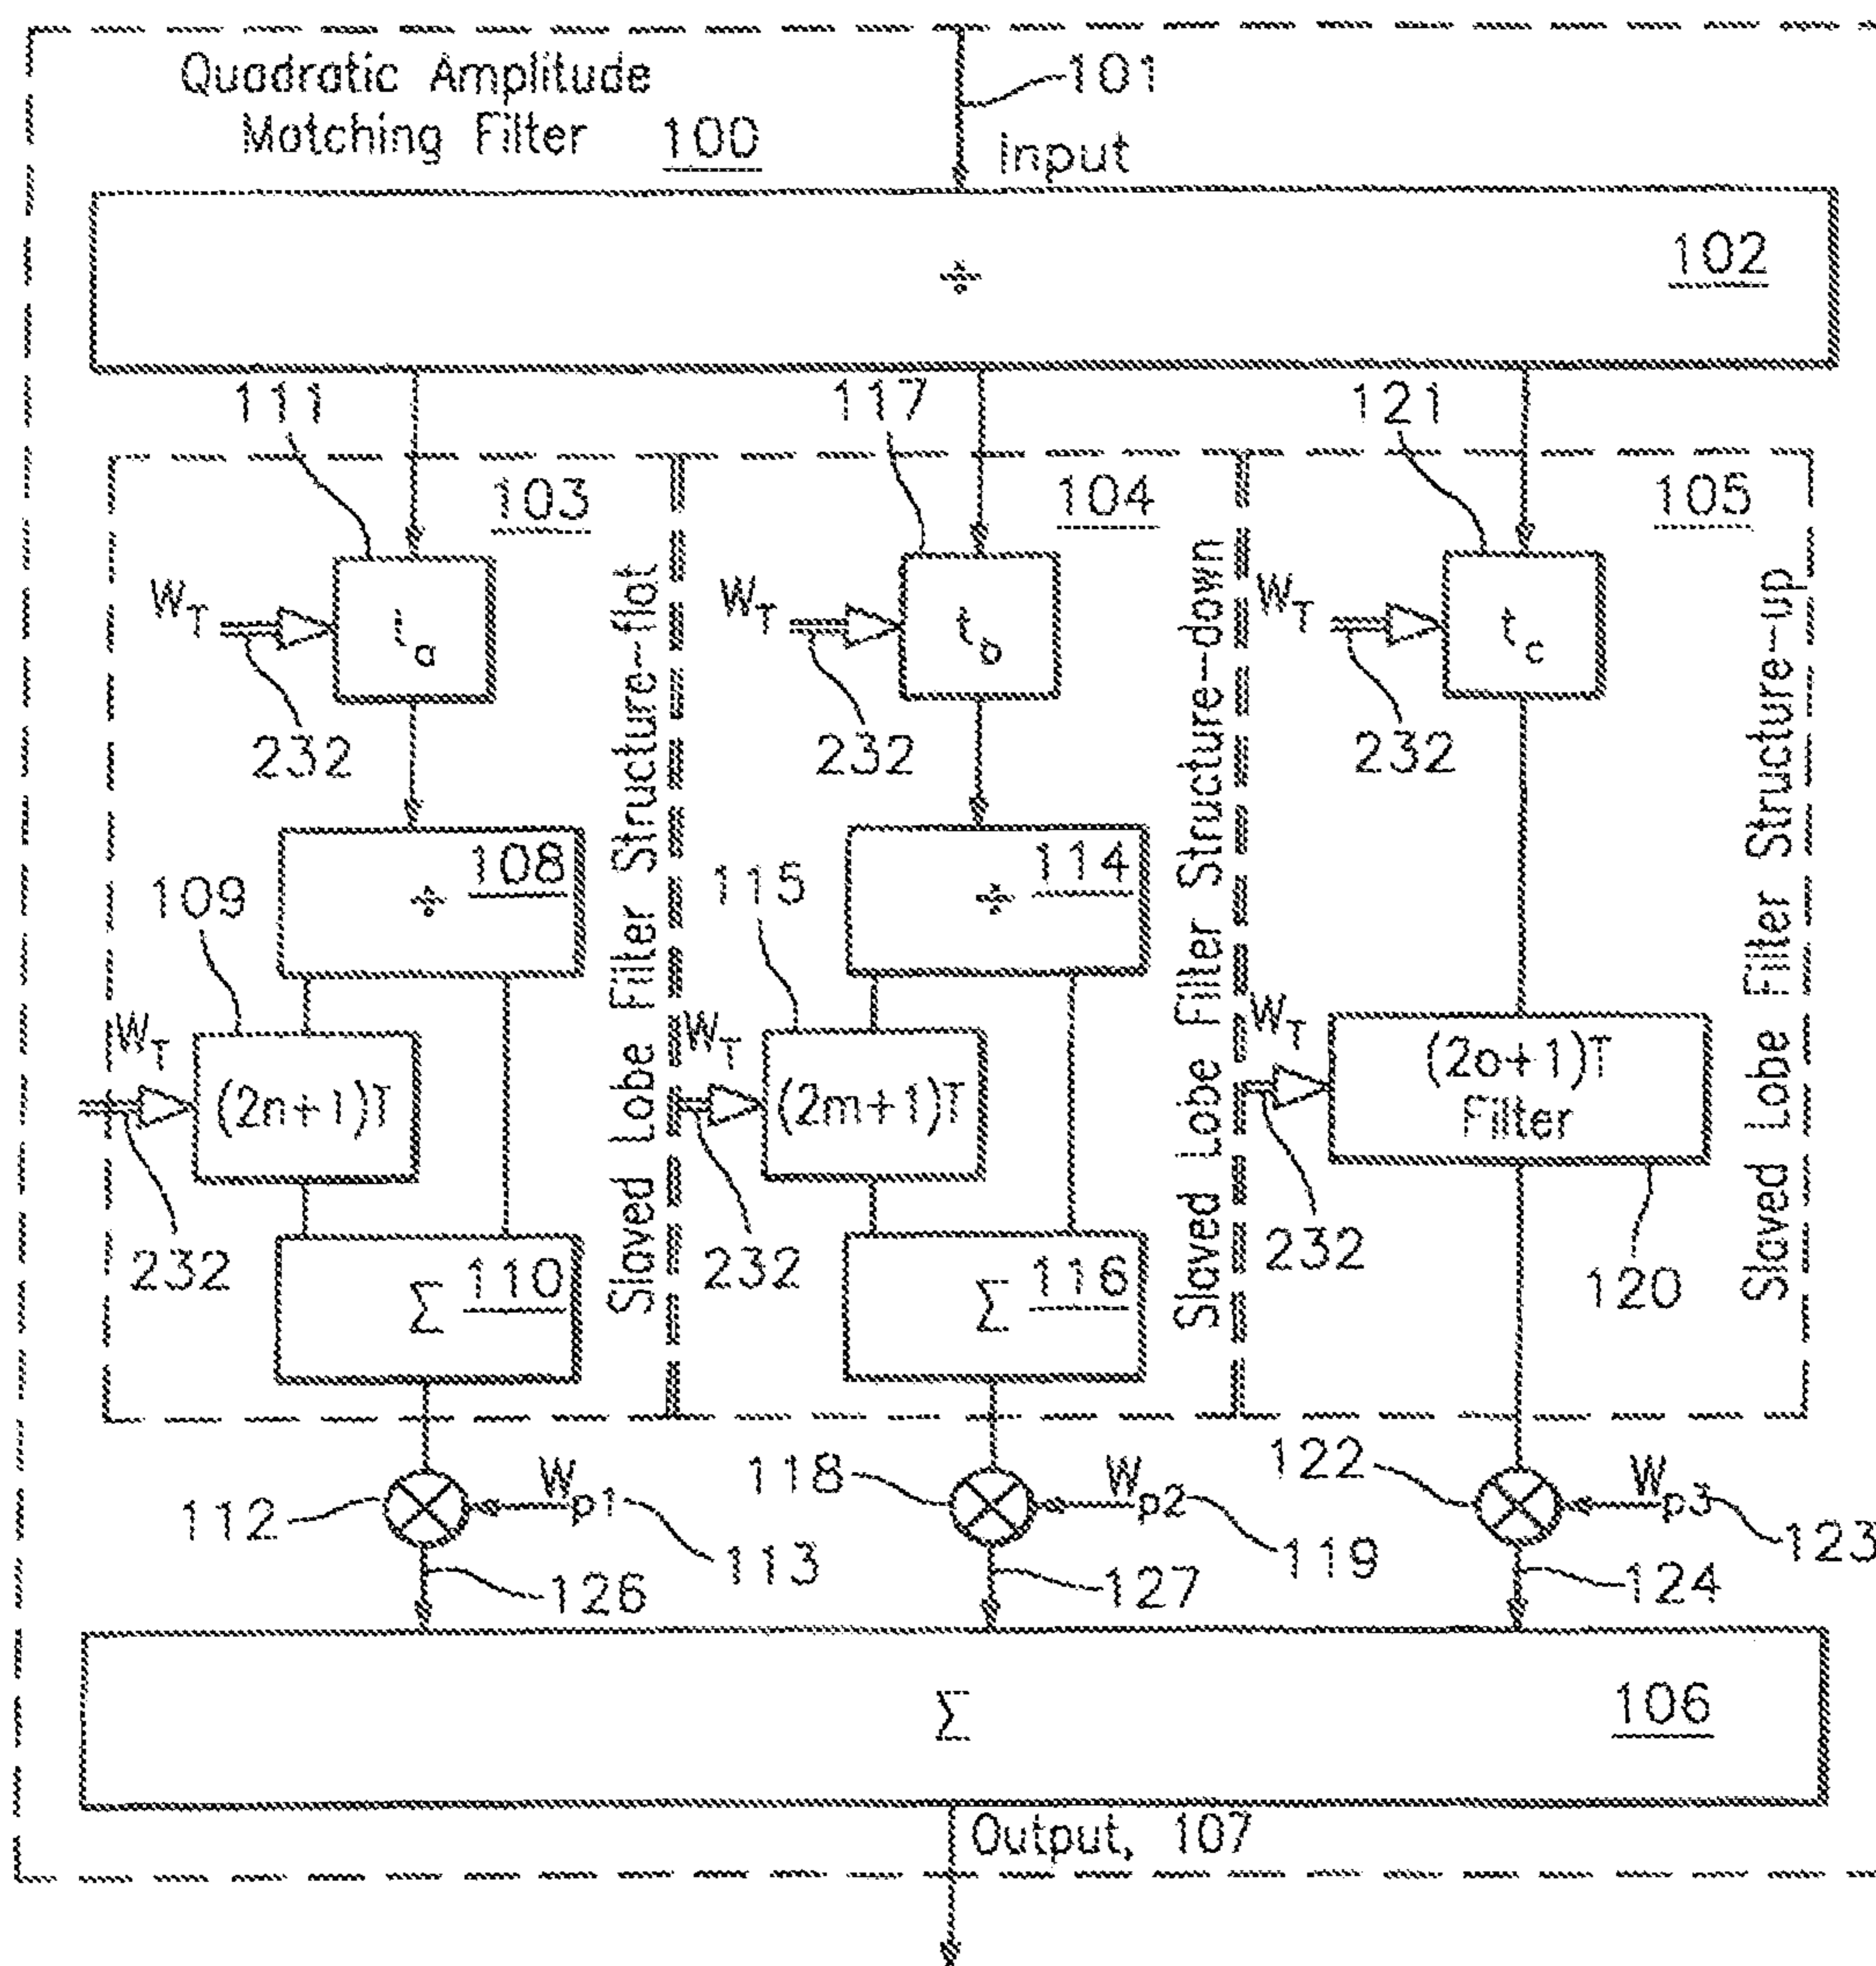 Quadratic Amplitude
Matching Filter 100
101
Input
÷ 102
111
117
121
103
104
105
W_T
t_a
W_T
t_b
W_T
t_c
232
232
232
Slaved Lobe Filter Structure-flat
Slaved Lobe Filter Structure-down
Slaved Lobe Filter Structure-up
÷ 108
÷ 114
109
115
W_T
(2n+1)T
W_T
(2m+1)T
W_T
(2o+1)T
Filter
232
232
232
120
Σ 110
Σ 116
112
W_p1
113
118
W_p2
119
122
W_p3
123
126
127
124
Σ 106
Output, 107